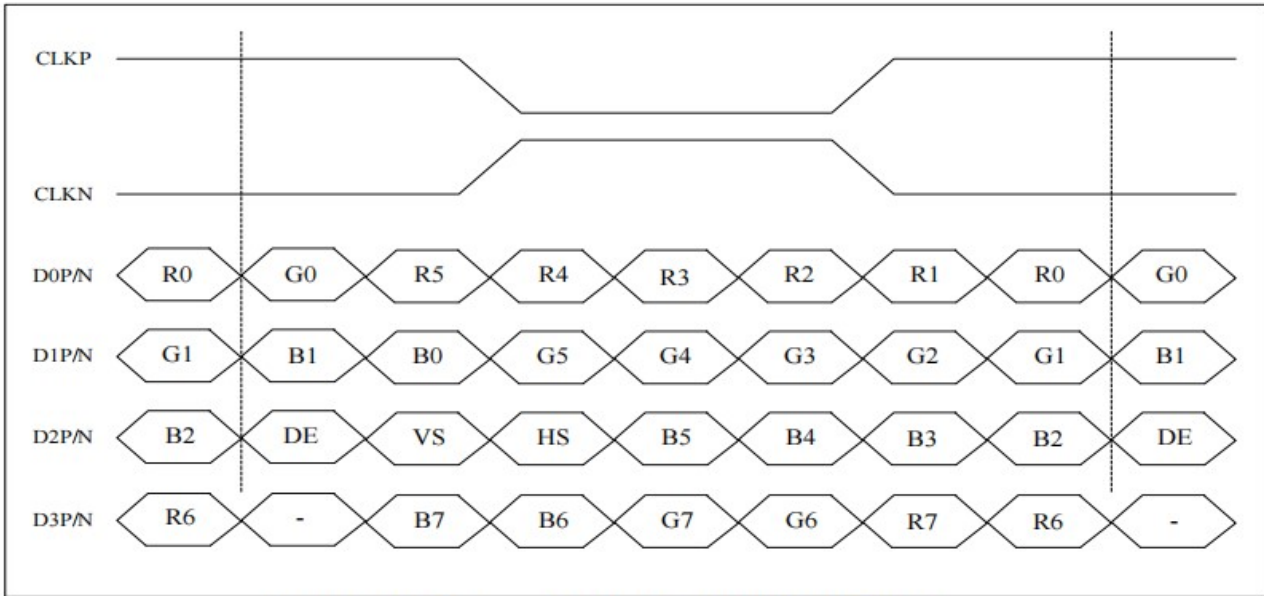 CLKP
CLKN
D0P/N R0 G0 R5 R4 R3 R2 R1 R0 G0
D1P/N G1 B1 B0 G5 G4 G3 G2 G1 B1
D2P/N B2 DE VS HS B5 B4 B3 B2 DE
D3P/N R6 - B7 B6 G7 G6 R7 R6 -